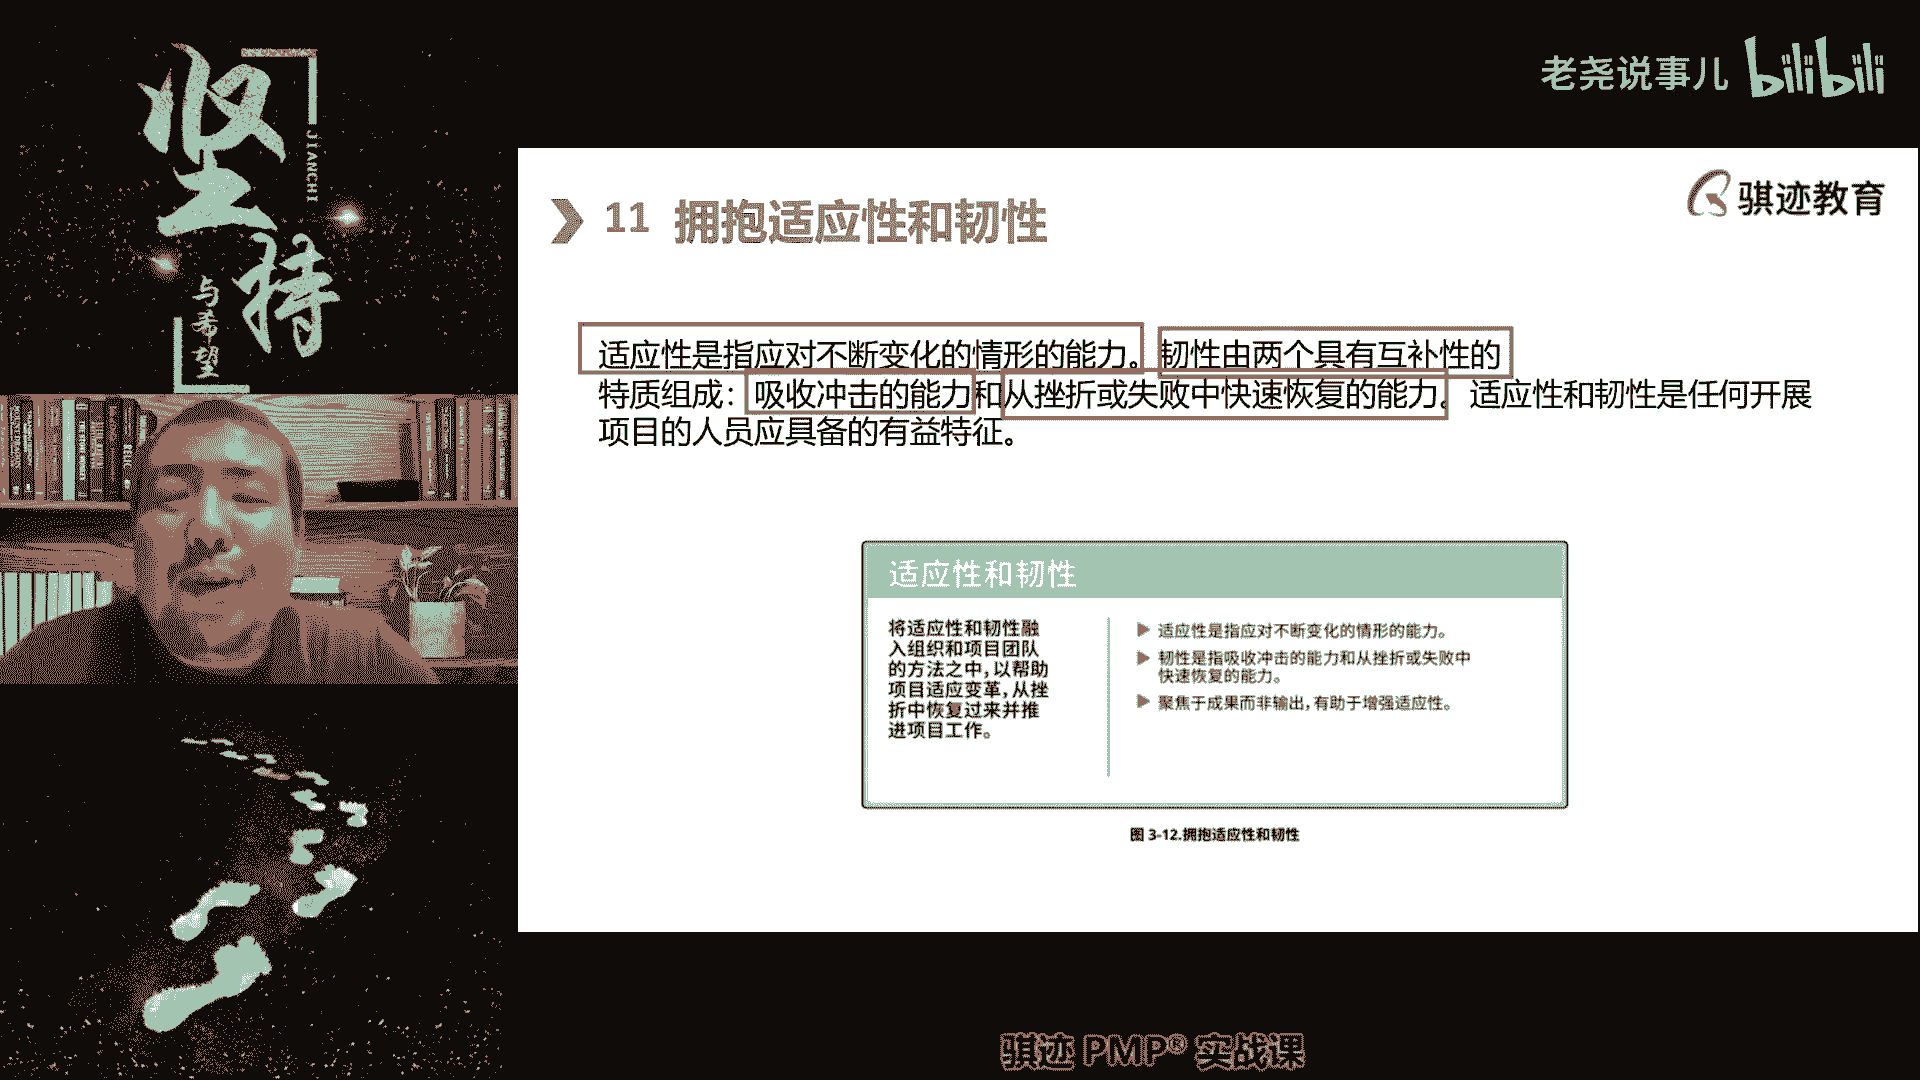 坚持
JIANCHI
与希望
老尧说事儿 bilibili
骐迹教育
11 拥抱适应性和韧性
适应性是指应对不断变化的情形的能力。韧性由两个具有互补性的
特质组成：吸收冲击的能力和从挫折或失败中快速恢复的能力。适应性和韧性是任何开展
项目的人员应具备的有益特征。
适应性和韧性
将适应性和韧性融
入组织和项目团队
的方法之中，以帮助
项目适应变革，从挫
折中恢复过来并推
进项目工作。
适应性是指应对不断变化的情形的能力。
韧性是指吸收冲击的能力和从挫折或失败中
快速恢复的能力。
聚焦于成果而非输出，有助于增强适应性。
图 3-12.拥抱适应性和韧性
骐迹 PMP® 实战课